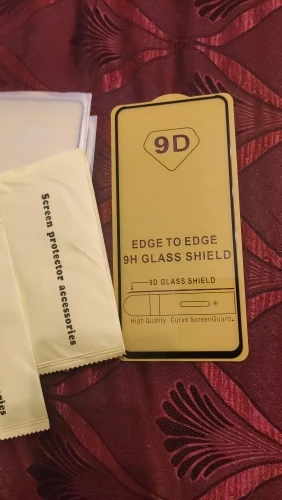 9D
EDGE TO EDGE
9H GLASS SHIELD
9D GLASS SHIELD
High Quality Curve ScreenGuard.
Screen protector accessories